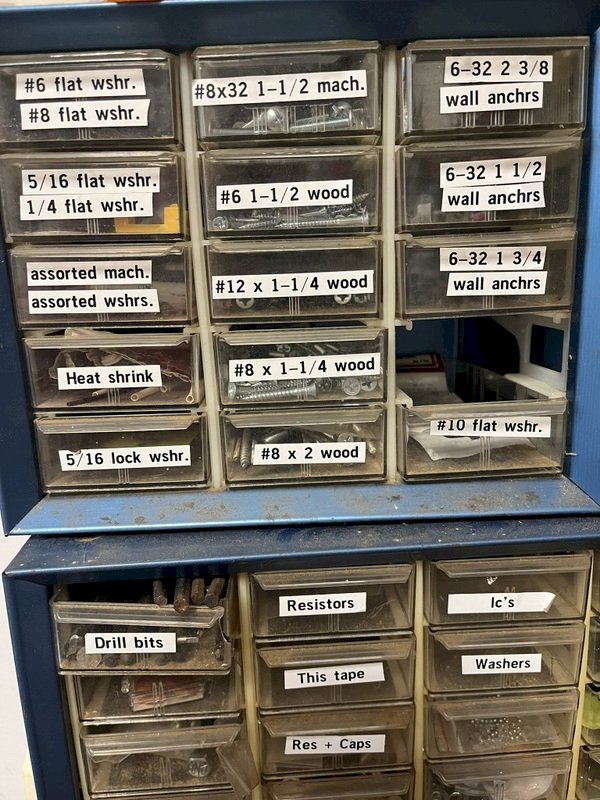 #6 flat wshr.
#8 flat wshr.
#8x32 1-1/2 mach.
6-32 2 3/8
wall anchrs
5/16 flat wshr.
1/4 flat wshr.
#6 1-1/2 wood
6-32 1 1/2
wall anchrs
assorted mach.
assorted wshrs.
#12 x 1-1/4 wood
6-32 1 3/4
wall anchrs
Heat shrink
#8 x 1-1/4 wood
5/16 lock wshr.
#8 x 2 wood
#10 flat wshr.
Drill bits
Resistors
Ic's
This tape
Washers
Res + Caps